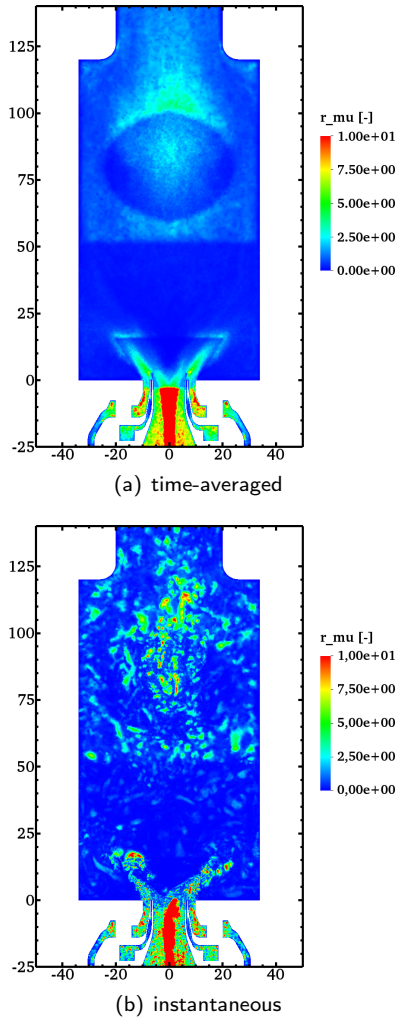 125
100
75
50
25
0
-25
-40 -20 0 20 40
r_mu [-]
1.00e+01
7.50e+00
5.00e+00
2.50e+00
0.00e+00
(a) time-averaged
125
100
75
50
25
0
-25
-40 -20 0 20 40
r_mu [-]
1,00e+01
7,50e+00
5,00e+00
2,50e+00
0,00e+00
(b) instantaneous